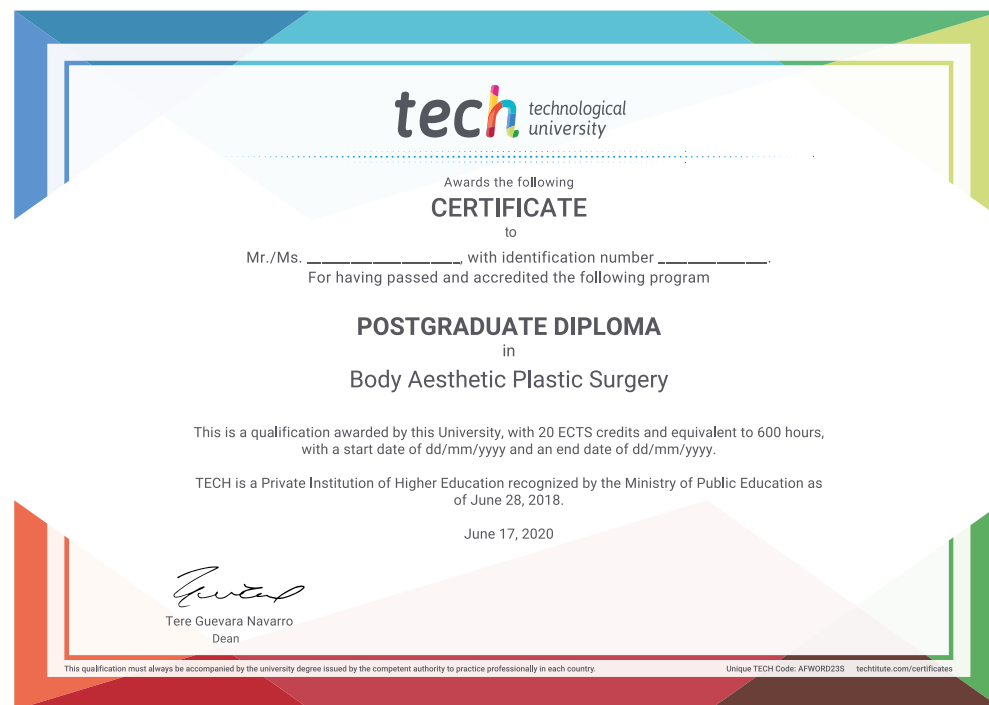 tech technological
university
Awards the following
CERTIFICATE
to
Mr./Ms. ____________________, with identification number ______________.
For having passed and accredited the following program
POSTGRADUATE DIPLOMA
in
Body Aesthetic Plastic Surgery
This is a qualification awarded by this University, with 20 ECTS credits and equivalent to 600 hours,
with a start date of dd/mm/yyyy and an end date of dd/mm/yyyy.
TECH is a Private Institution of Higher Education recognized by the Ministry of Public Education as
of June 28, 2018.
June 17, 2020
Tere Guevara Navarro
Dean
This qualification must always be accompanied by the university degree issued by the competent authority to practice professionally in each country.
Unique TECH Code: AFWORD23S techtitute.com/certificates